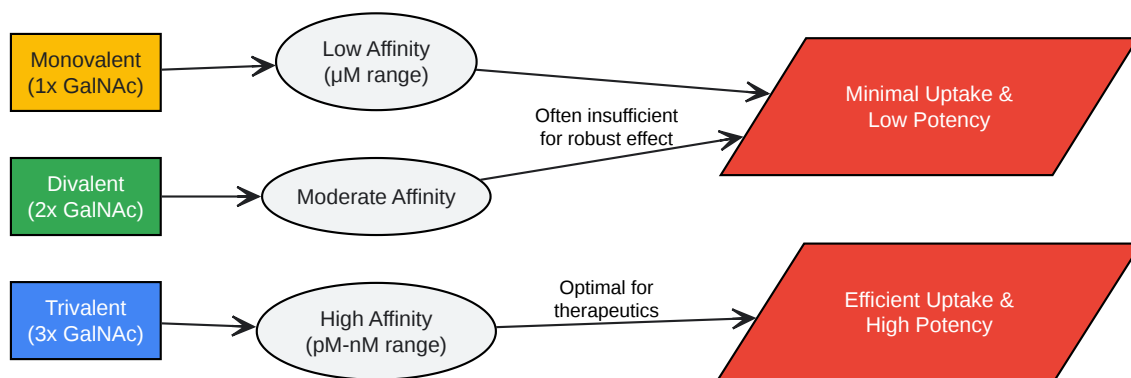 Monovalent
(1x GalNAc)
Low Affinity
(µM range)
Minimal Uptake &
Low Potency
Often insufficient
for robust effect
Divalent
(2x GalNAc)
Moderate Affinity
Trivalent
(3x GalNAc)
High Affinity
(pM-nM range)
Optimal for
therapeutics
Efficient Uptake &
High Potency